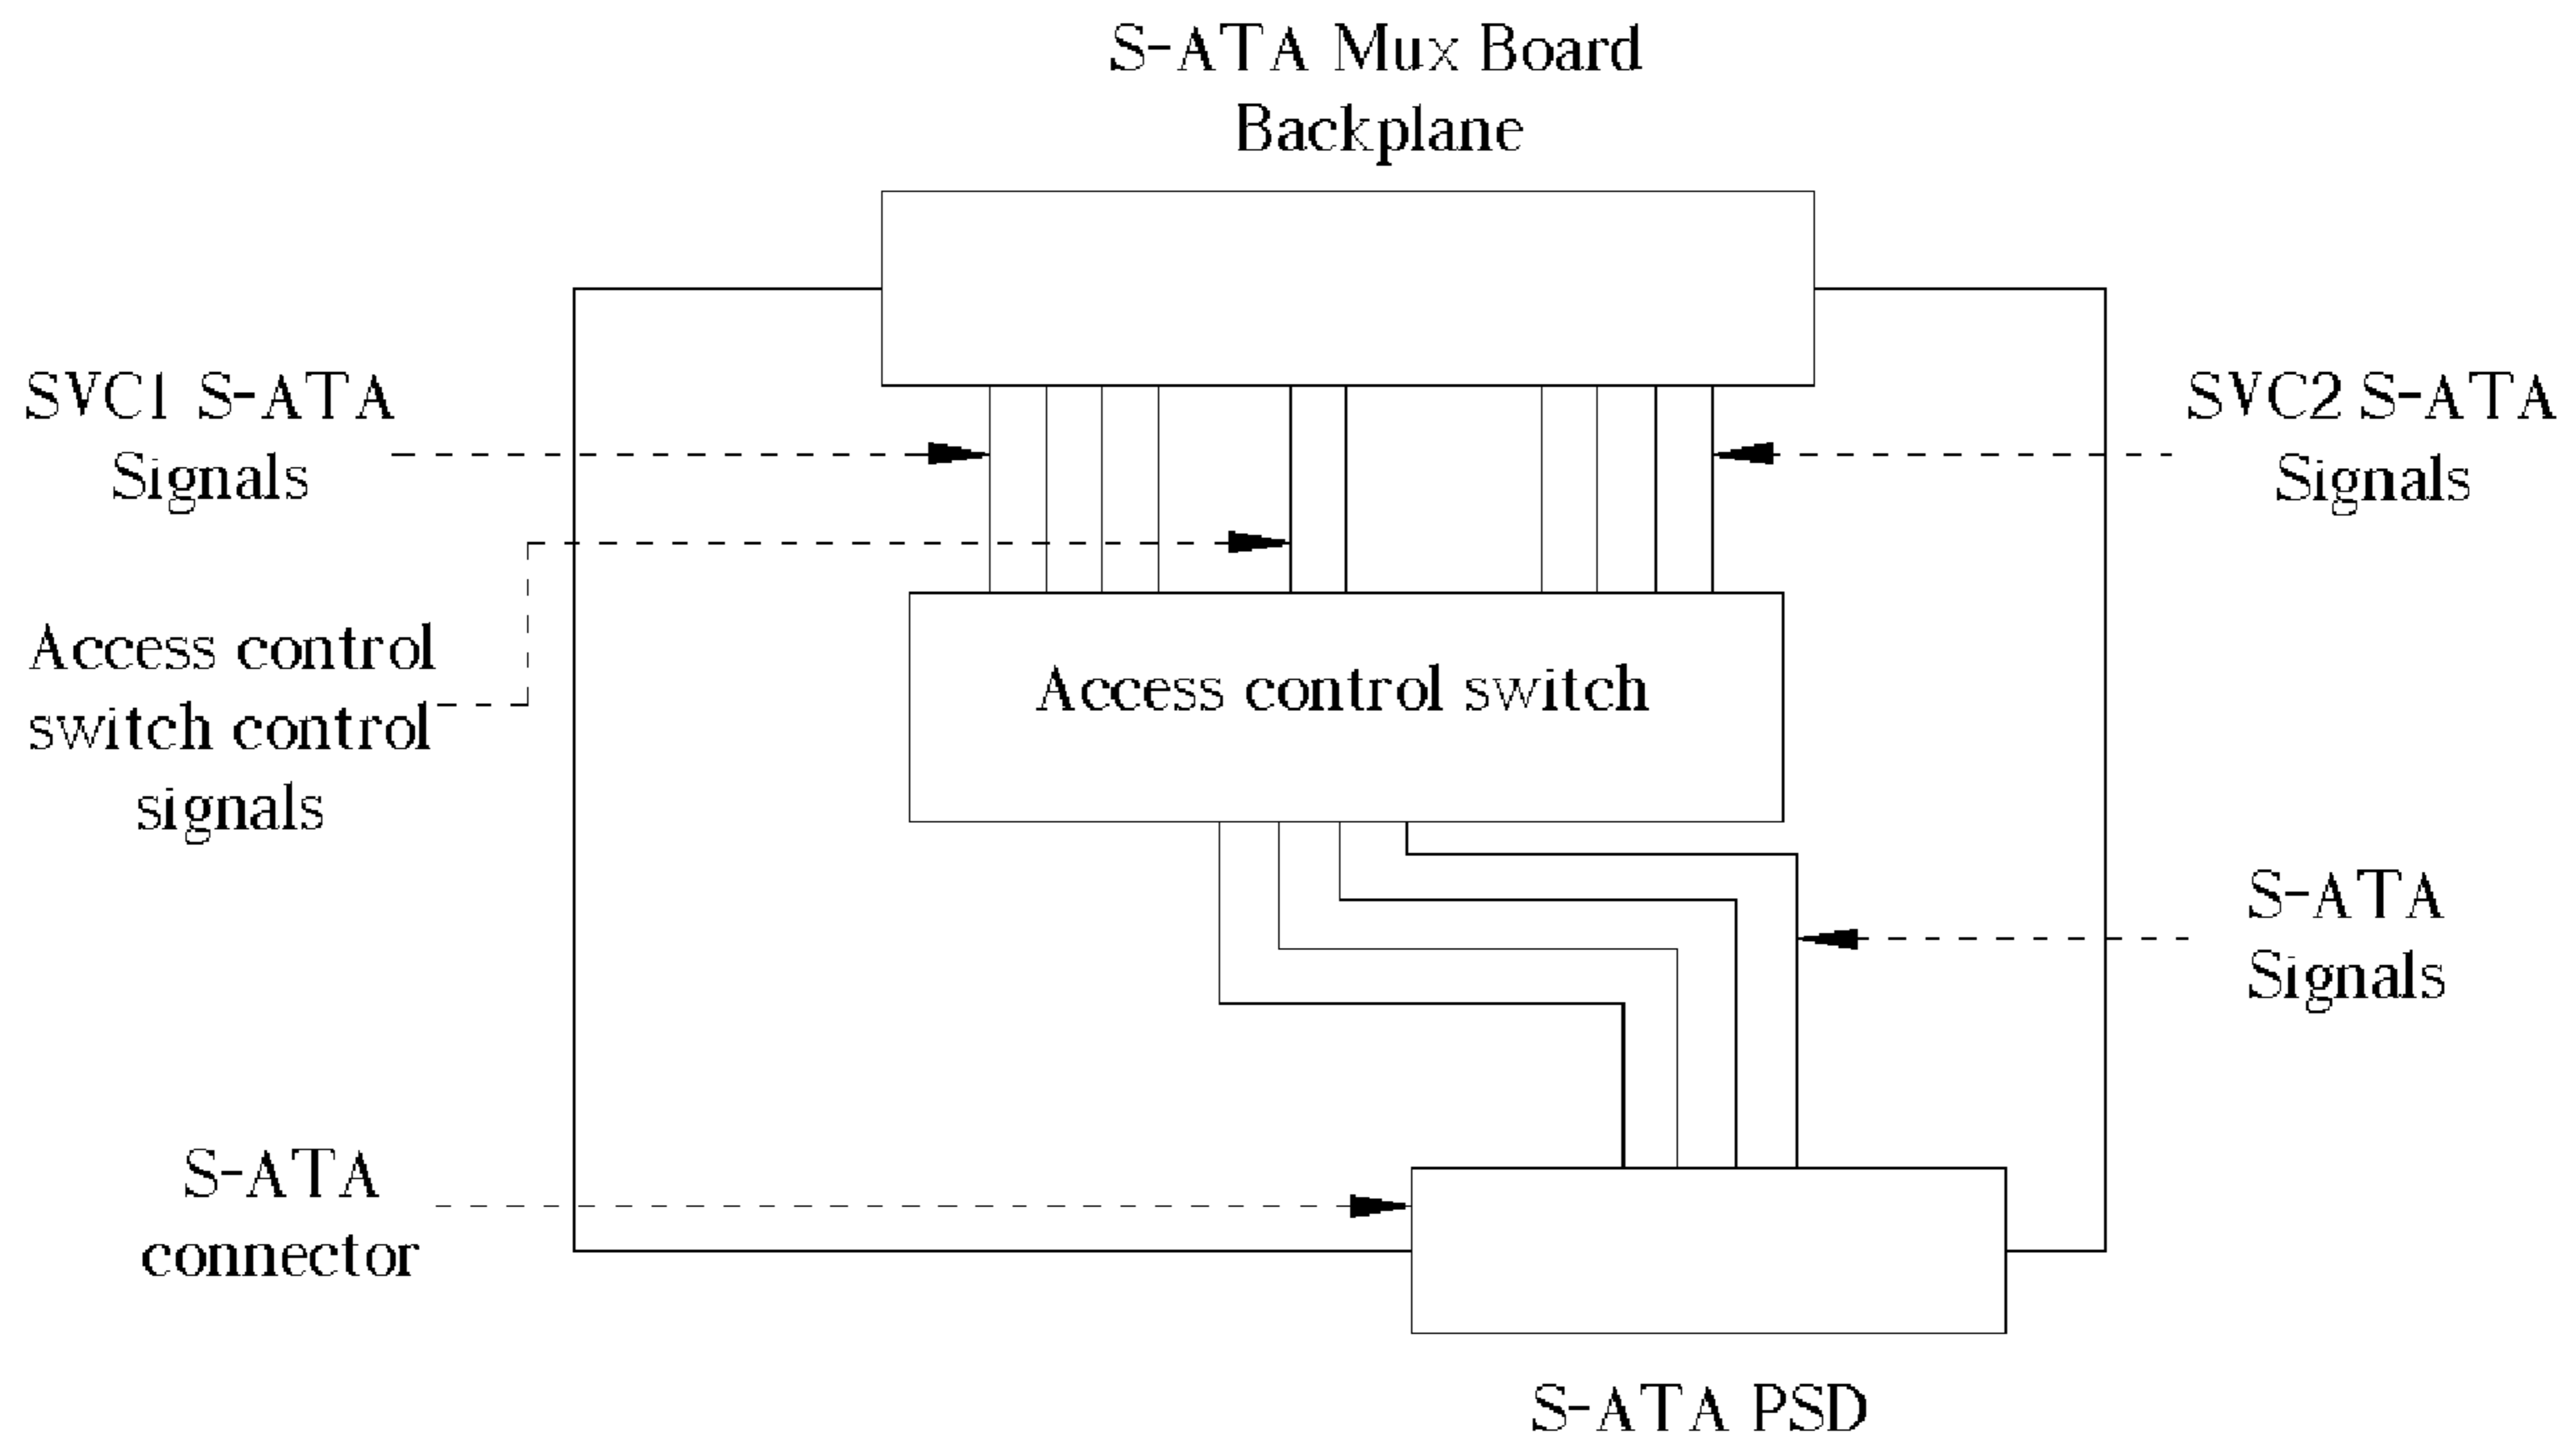 S-ATA Mux Board
Backplane
SVC1 S-ATA
Signals
SVC2 S-ATA
Signals
Access control
switch control
signals
Access control switch
S-ATA
Signals
S-ATA
connector
S-ATA PSD